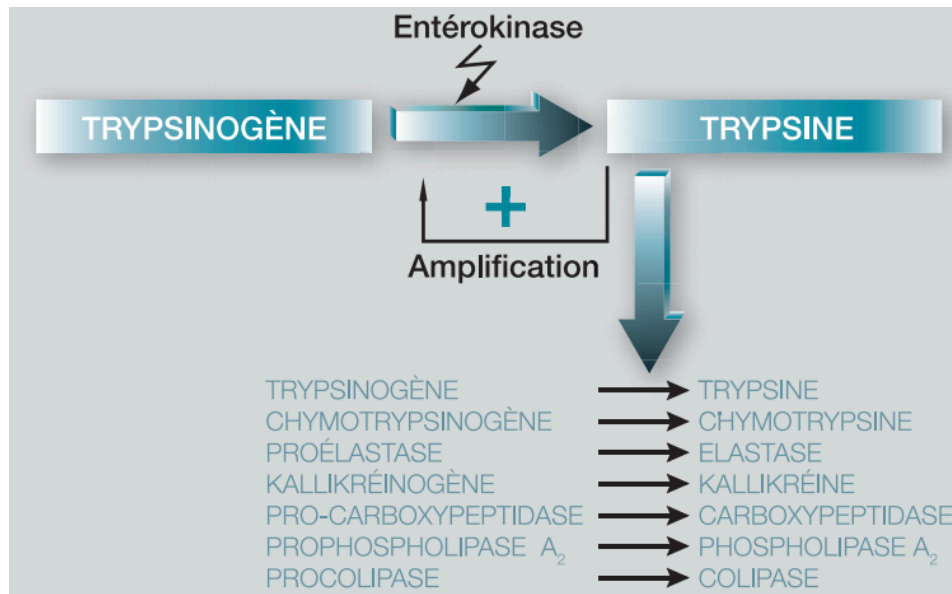 Entérokinase
TRYPSINOGÈNE
TRYPSINE
+
Amplification
TRYPSINOGÈNE TRYPSINE
CHYMOTRYPSINOGÈNE CHYMOTRYPSINE
PROÉLASTASE ELASTASE
KALLIKRÉINOGÈNE KALLIKRÉINE
PRO-CARBOXYPEPTIDASE CARBOXYPEPTIDASE
PROPHOSPHOLIPASE A₂ PHOSPHOLIPASE A₂
PROCOLIPASE COLIPASE